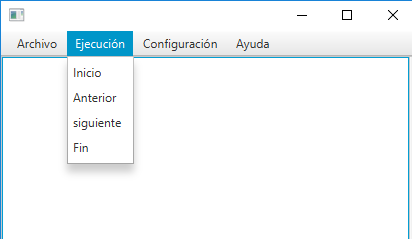 Archivo Ejecución Configuración Ayuda
Inicio
Anterior
siguiente
Fin